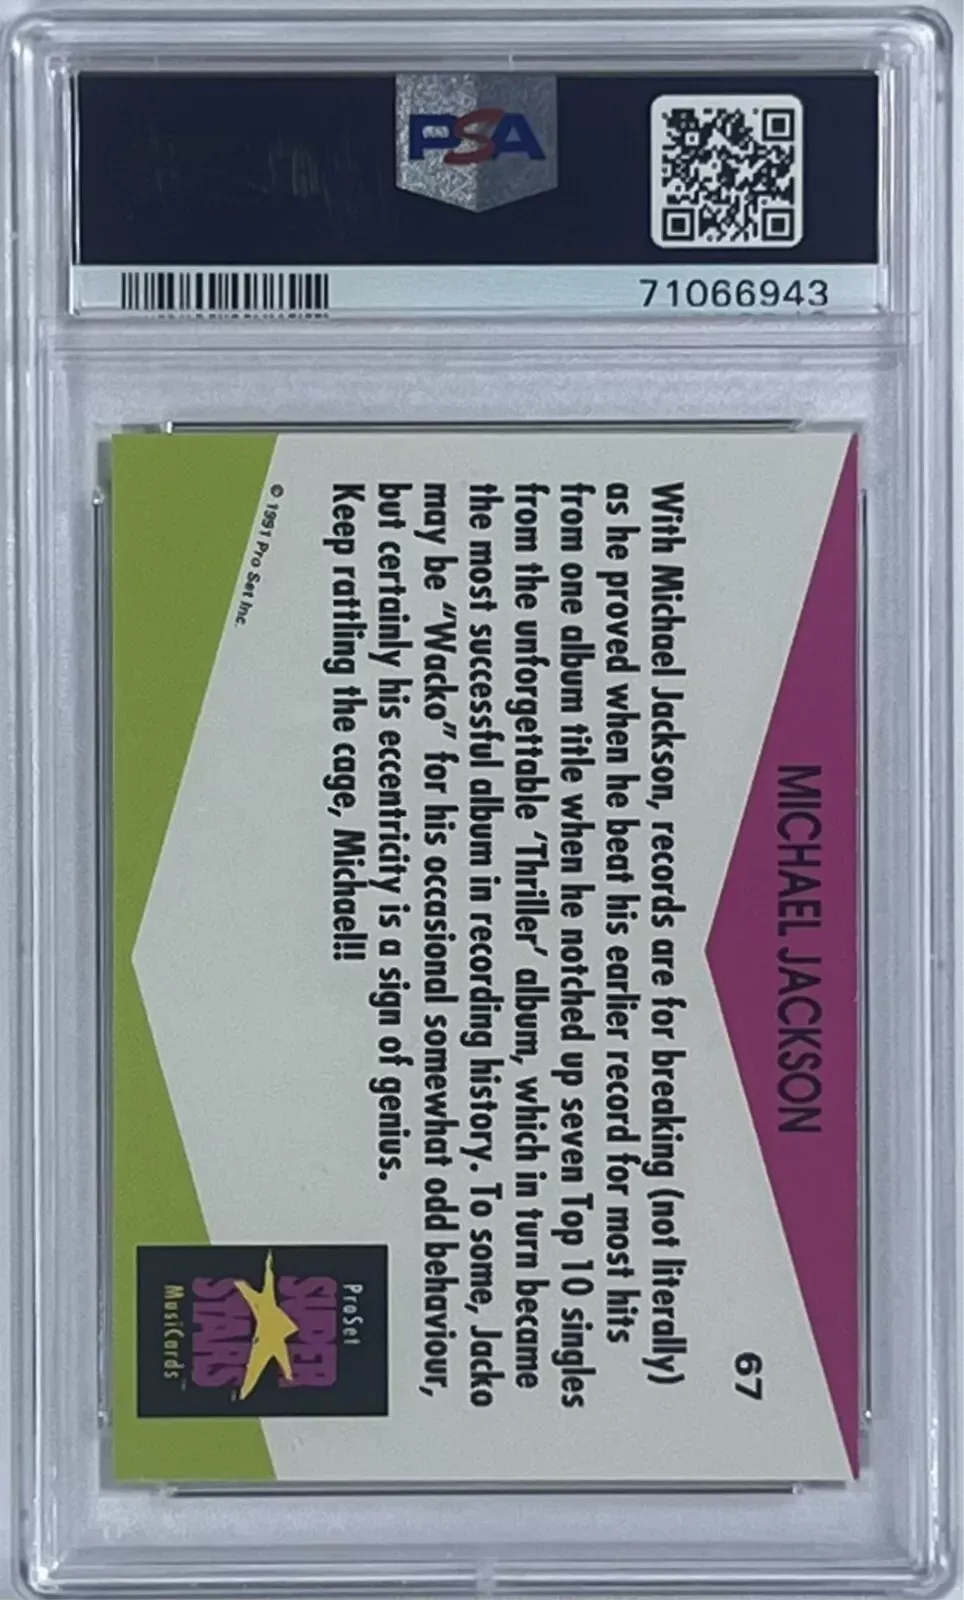 PSA
71066943
MICHAEL JACKSON
67
With Michael Jackson, records are for breaking (not literally)
as he proved when he beat his earlier record for most hits
from one album title when he notched up seven Top 10 singles
from the unforgettable 'Thriller' album, which in turn became
the most successful album in recording history. To some, Jacko
may be "Wacko" for his occasional somewhat odd behaviour,
but certainly his eccentricity is a sign of genius.
Keep rattling the cage, Michael!!!
© 1991 Pro Set Inc.
ProSet
SUPER
STARS™
MusiCards™